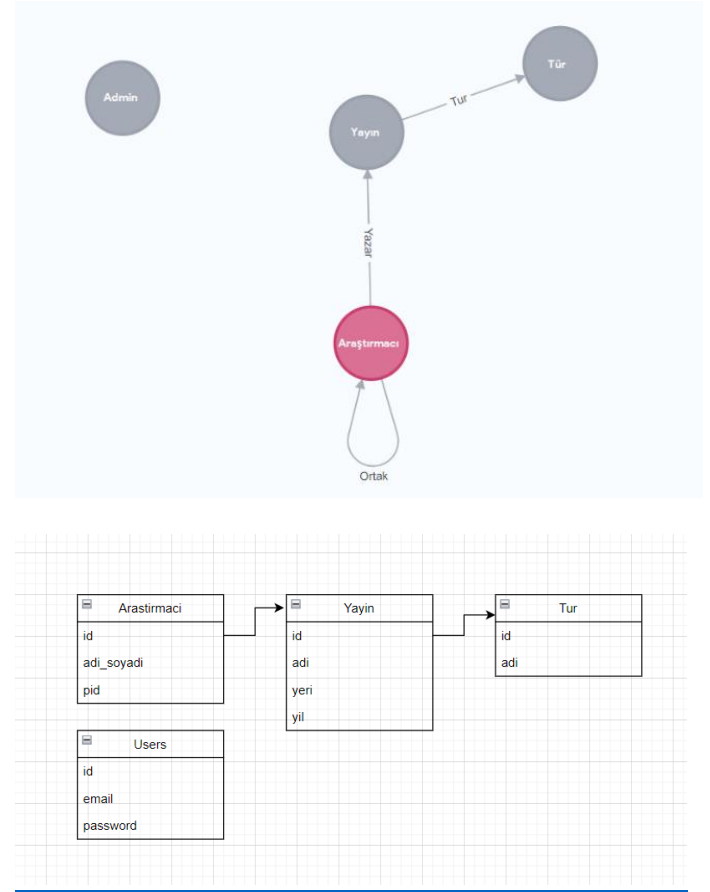 Admin
Tür
Tur
Yayın
Yazar
Araştırmacı
Ortak
Arastirmaci
id
adi_soyadi
pid
Yayin
id
adi
yeri
yil
Tur
id
adi
Users
id
email
password